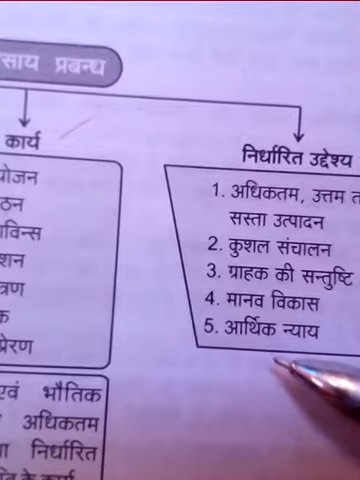 साय प्रबन्ध
कार्य
निर्धारित उद्देश्य
1. अधिकतम, उत्तम
सस्ता उत्पादन
2. कुशल संचालन
3. ग्राहक की सन्तुष्टि
4. मानव विकास
5. आर्थिक न्याय
योजन
ठन
विन्स
शन
त्रण
क
प्रेरण
एवं भौतिक
अधिकतम
निर्धारित
के कार्य